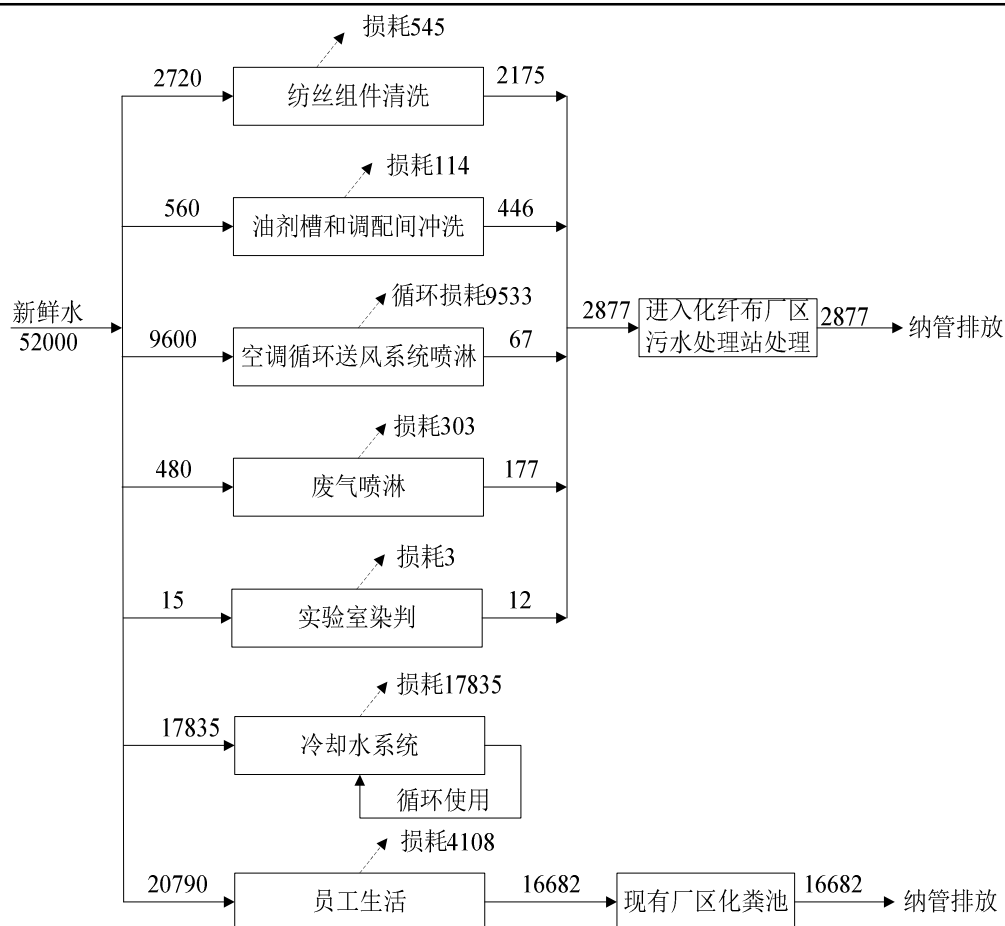 损耗545
2720
纺丝组件清洗
2175
损耗114
560
油剂槽和调配间冲洗
446
新鲜水
52000
循环损耗9533
9600
空调循环送风系统喷淋
67
2877
进入化纤布厂区
污水处理站处理
2877
纳管排放
损耗303
480
废气喷淋
177
损耗3
15
实验室染判
12
损耗17835
17835
冷却水系统
循环使用
损耗4108
20790
员工生活
16682
现有厂区化粪池
16682
纳管排放